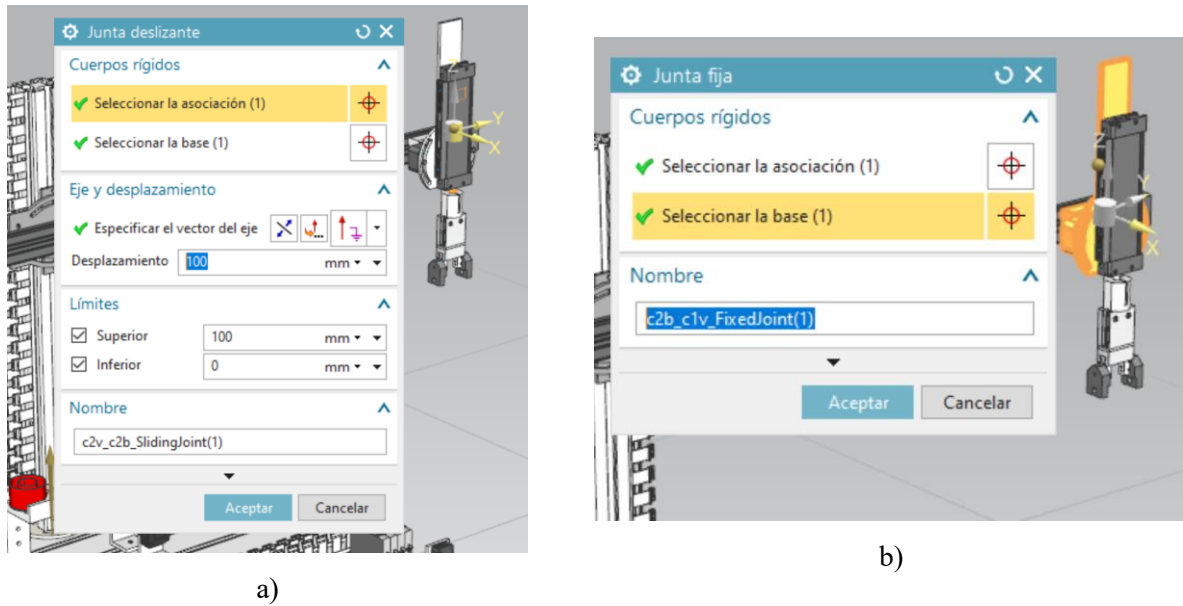 Junta deslizante
Cuerpos rígidos
Seleccionar la asociación (1)
Seleccionar la base (1)
Eje y desplazamiento
Especificar el vector del eje
Desplazamiento 100 mm
Límites
Superior 100 mm
Inferior 0 mm
Nombre
c2v_c2b_SlidingJoint(1)
Aceptar Cancelar
Z
Y
X
a)
Junta fija
Cuerpos rígidos
Seleccionar la asociación (1)
Seleccionar la base (1)
Nombre
c2b_c1v_FixedJoint(1)
Aceptar Cancelar
Z
Y
X
b)